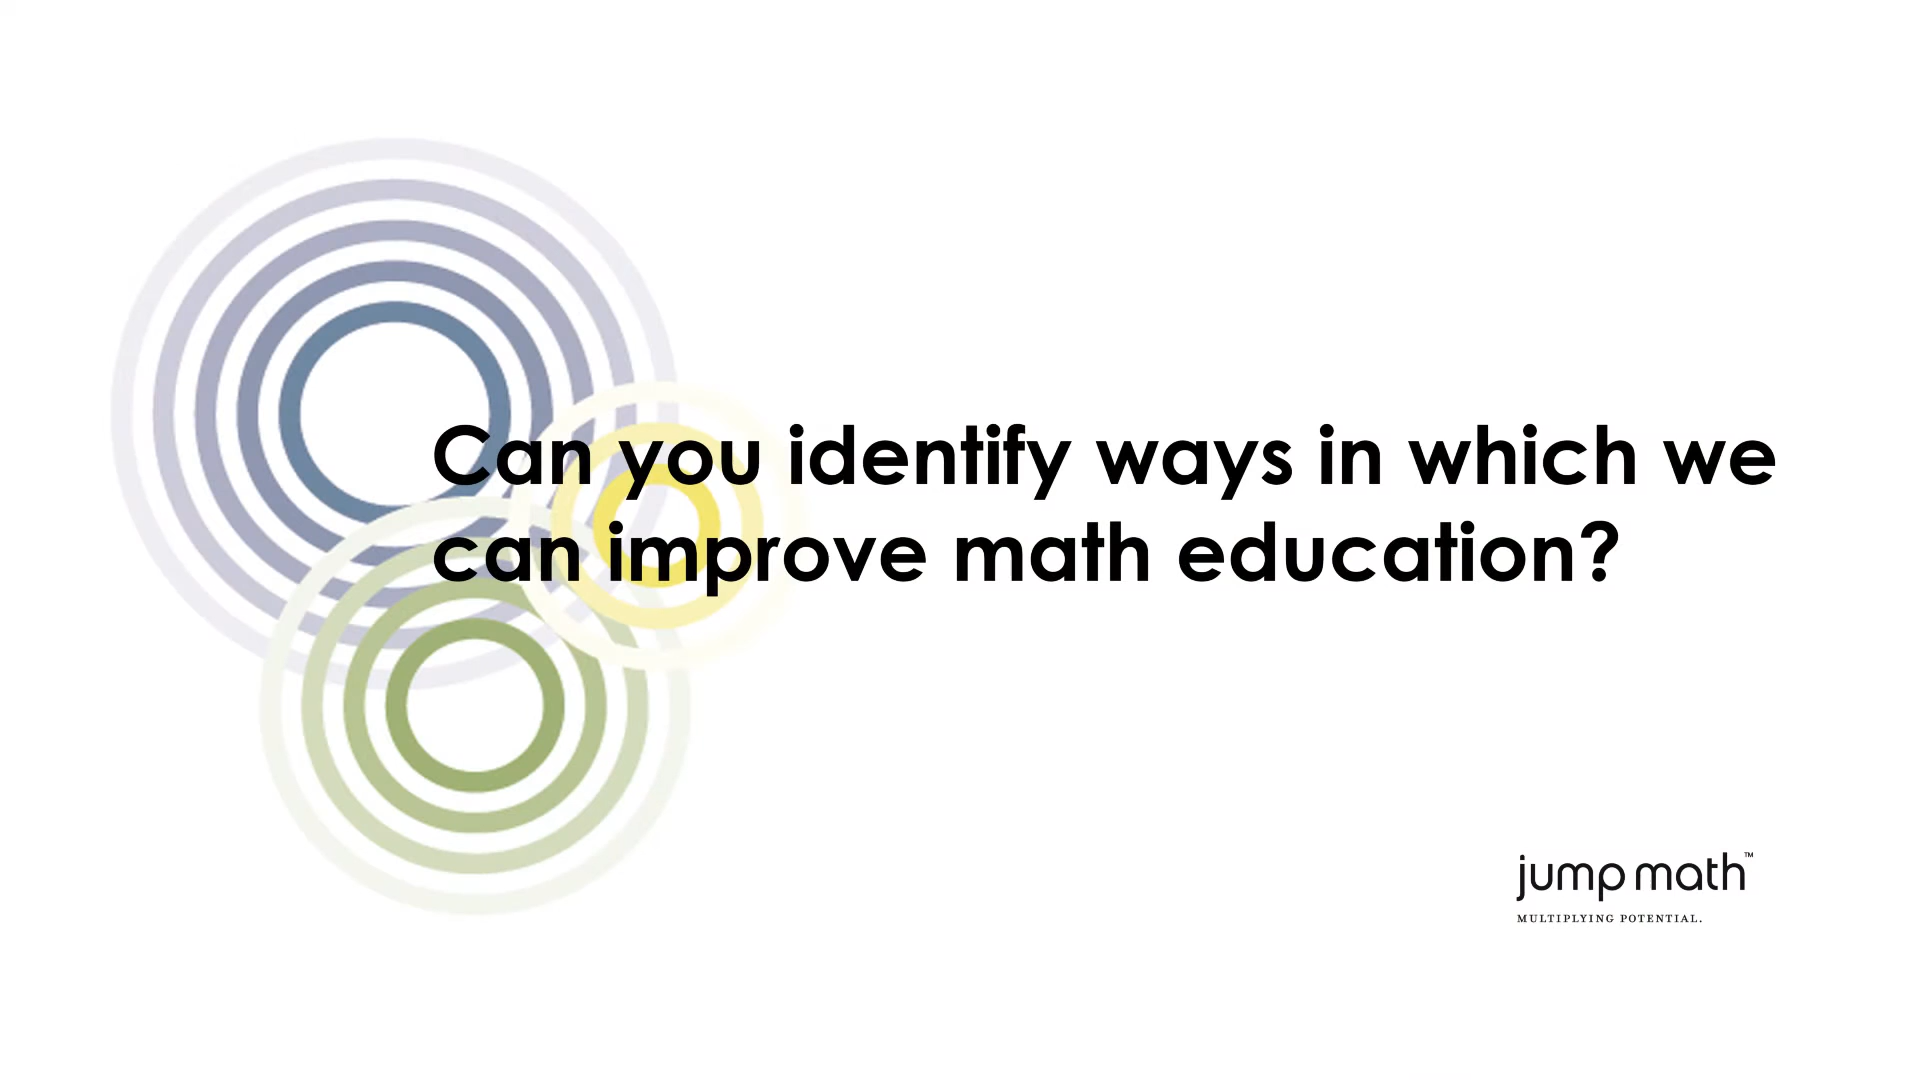 Can you identify ways in which we
can improve math education?
jump math™
MULTIPLYING POTENTIAL.